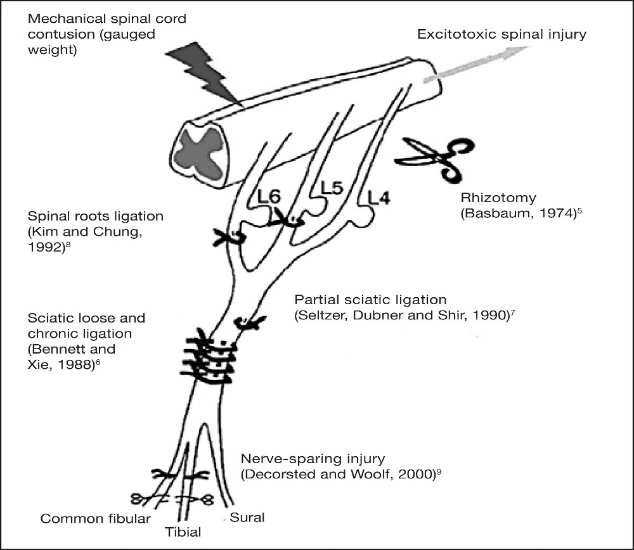 Mechanical spinal cord
contusion (gauged
weight)
Excitotoxic spinal injury
L6
L5
L4
Rhizotomy
(Basbaum, 1974)⁵
Spinal roots ligation
(Kim and Chung,
1992)⁸
Partial sciatic ligation
(Seltzer, Dubner and Shir, 1990)⁷
Sciatic loose and
chronic ligation
(Bennett and
Xie, 1988)⁶
Nerve-sparing injury
(Decorsted and Woolf, 2000)⁹
Common fibular
Tibial
Sural